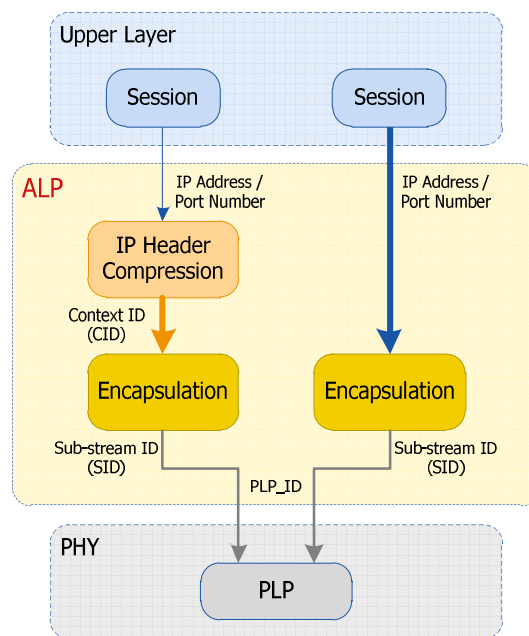 Upper Layer
Session
Session
ALP
IP Address /
Port Number
IP Address /
Port Number
IP Header
Compression
Context ID
(CID)
Encapsulation
Encapsulation
Sub-stream ID
(SID)
Sub-stream ID
(SID)
PLP_ID
PHY
PLP